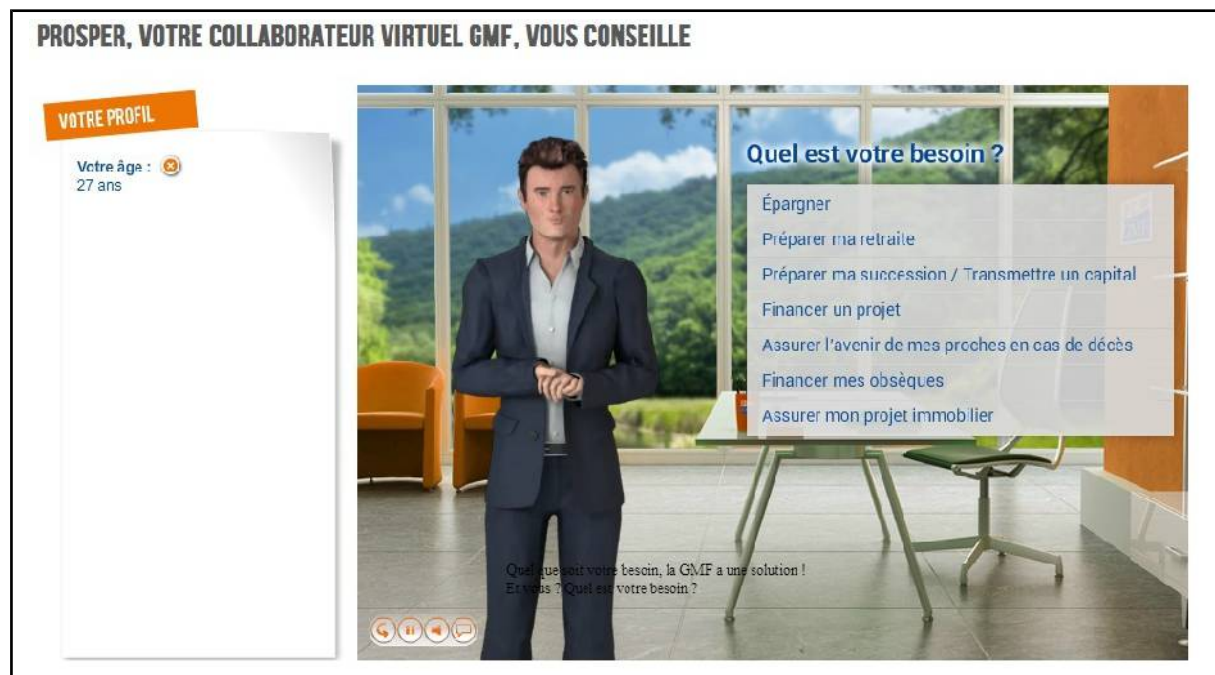 PROSPER, VOTRE COLLABORATEUR VIRTUEL GMF, VOUS CONSEILLE
VOTRE PROFIL
Votre âge :
27 ans
Quel est votre besoin ?
Épargner
Préparer ma retraite
Préparer ma succession / Transmettre un capital
Financer un projet
Assurer l'avenir de mes proches en cas de décès
Financer mes obsèques
Assurer mon projet immobilier
Quel que soit votre besoin, la GMF a une solution !
Et vous ? Quel est votre besoin ?